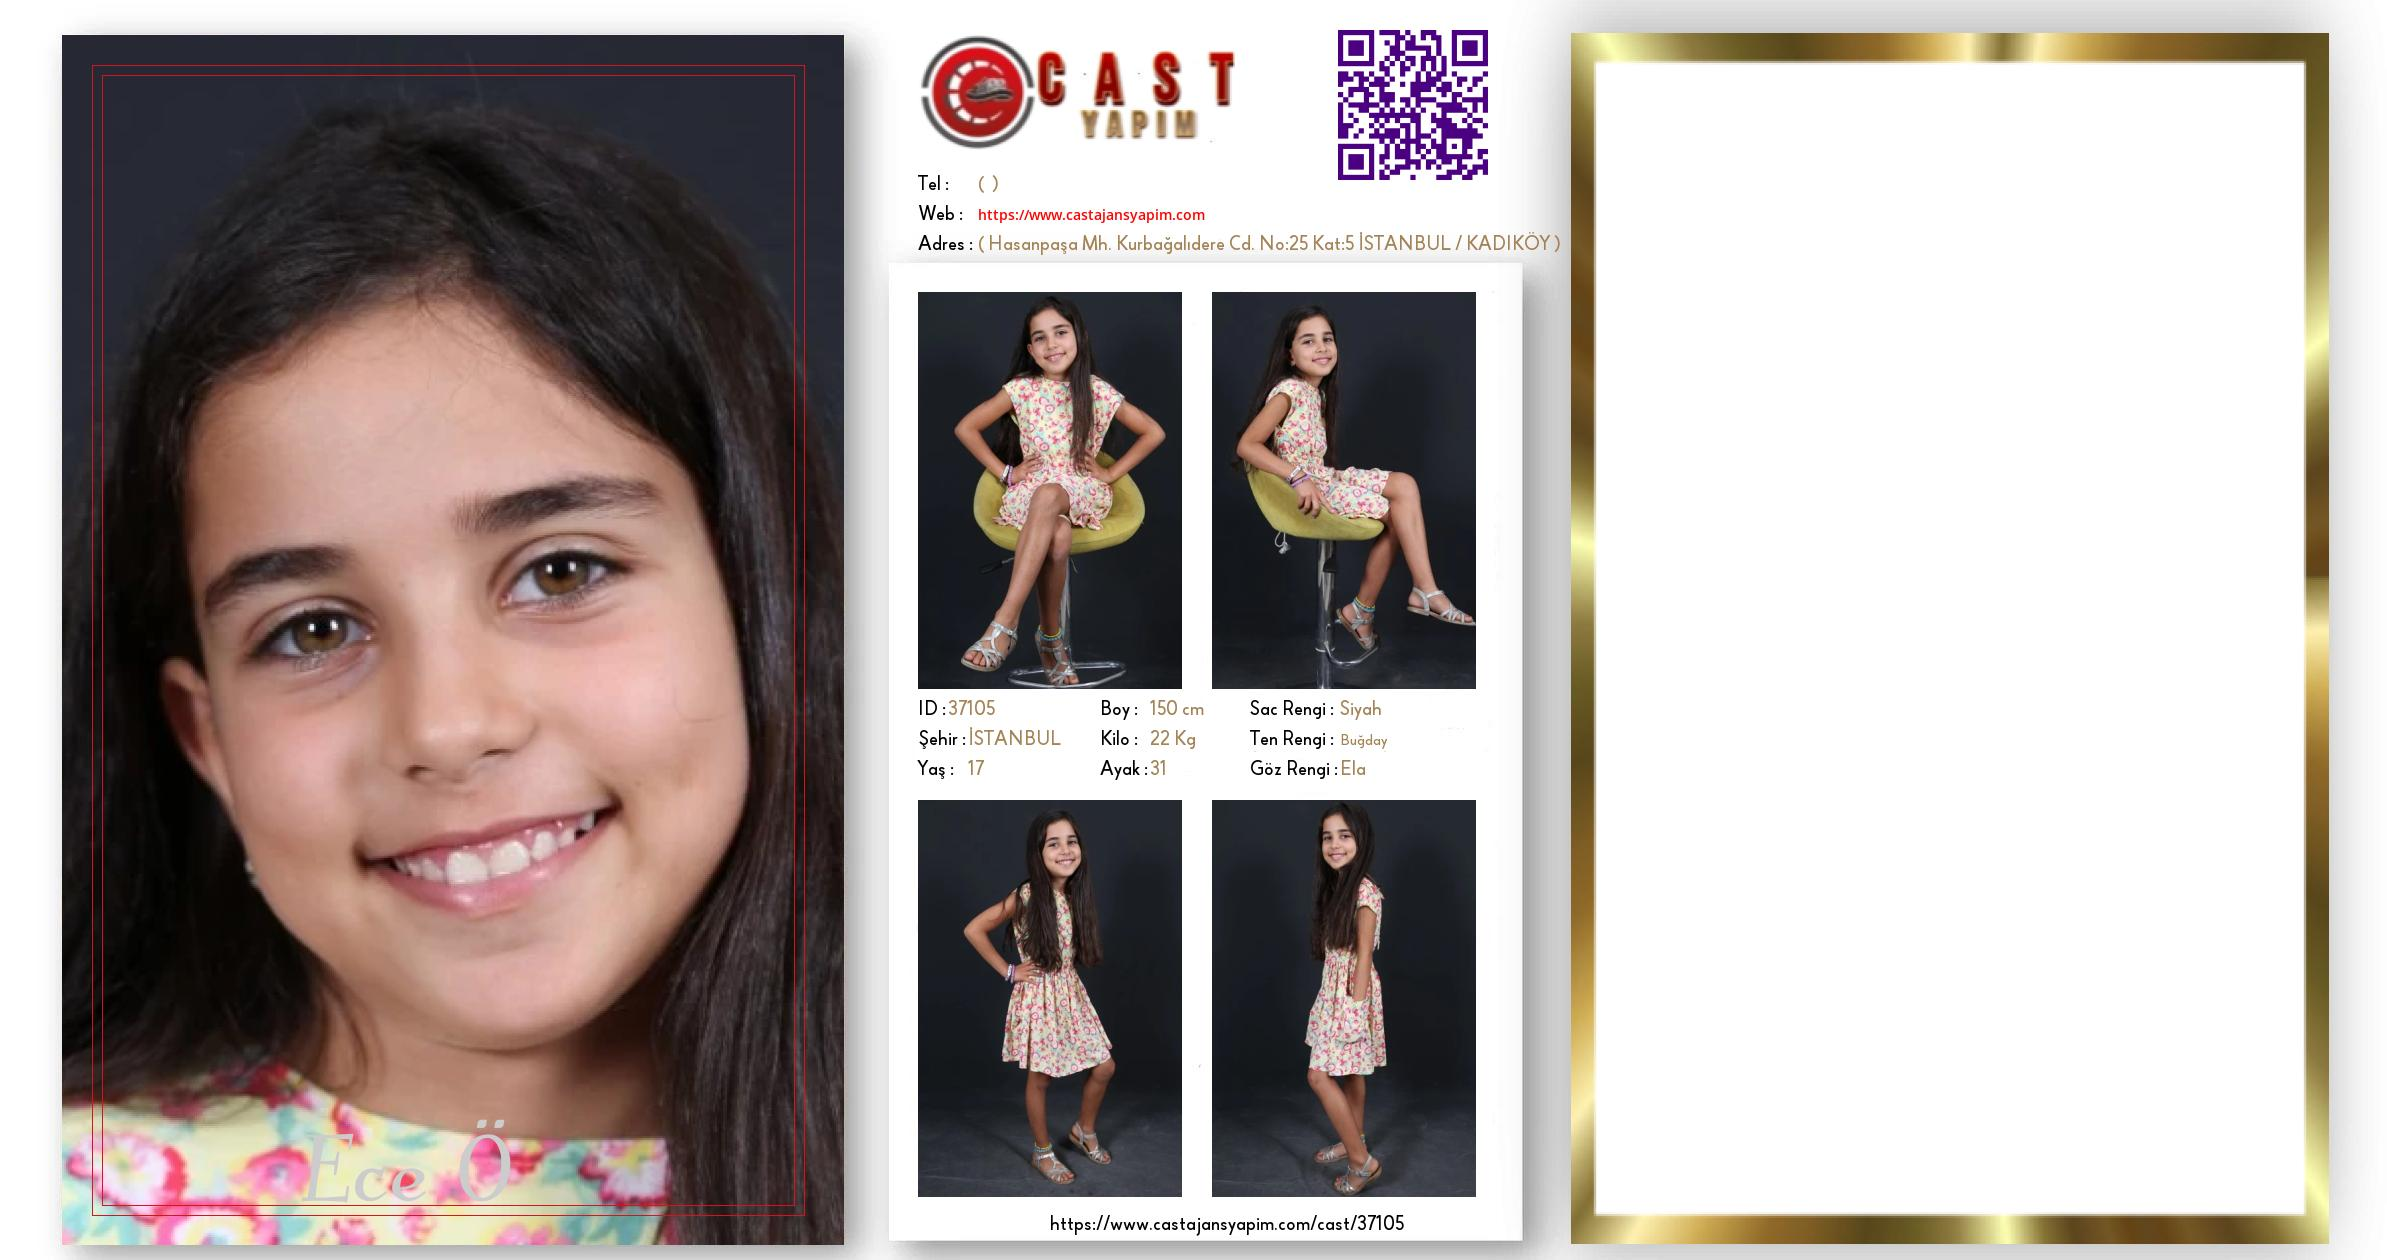 Ece Ö
CAST
YAPIM
Tel : ( )
Web : https://www.castajansyapim.com
Adres : ( Hasanpaşa Mh. Kurbağalıdere Cd. No:25 Kat:5 İSTANBUL / KADIKÖY )
ID : 37105 Boy : 150 cm Sac Rengi : Siyah
Şehir : İSTANBUL Kilo : 22 Kg Ten Rengi : Buğday
Yaş : 17 Ayak : 31 Göz Rengi : Ela
https://www.castajansyapim.com/cast/37105